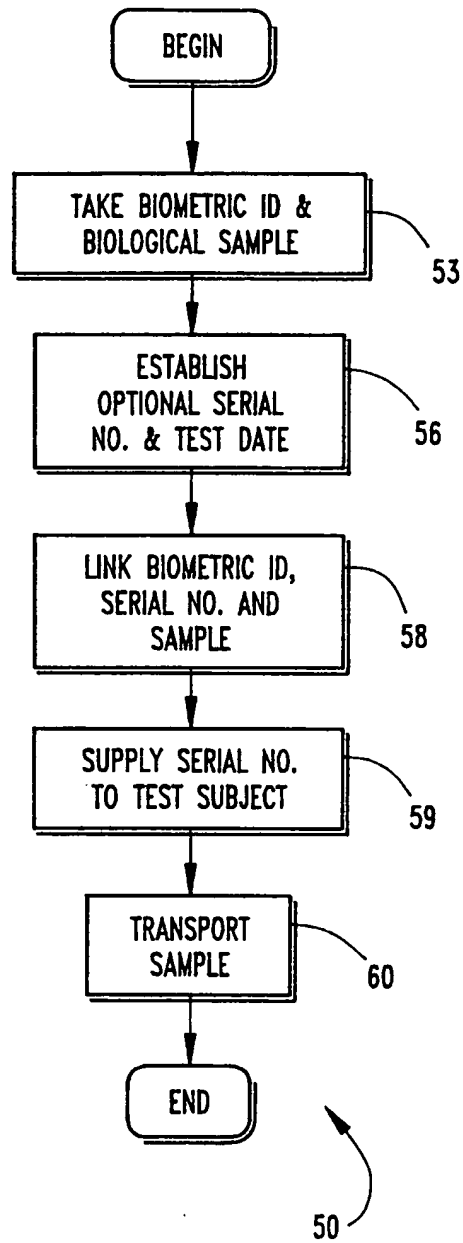 BEGIN
TAKE BIOMETRIC ID &
BIOLOGICAL SAMPLE
53
ESTABLISH
OPTIONAL SERIAL
NO. & TEST DATE
56
LINK BIOMETRIC ID,
SERIAL NO. AND
SAMPLE
58
SUPPLY SERIAL NO.
TO TEST SUBJECT
59
TRANSPORT
SAMPLE
60
END
50